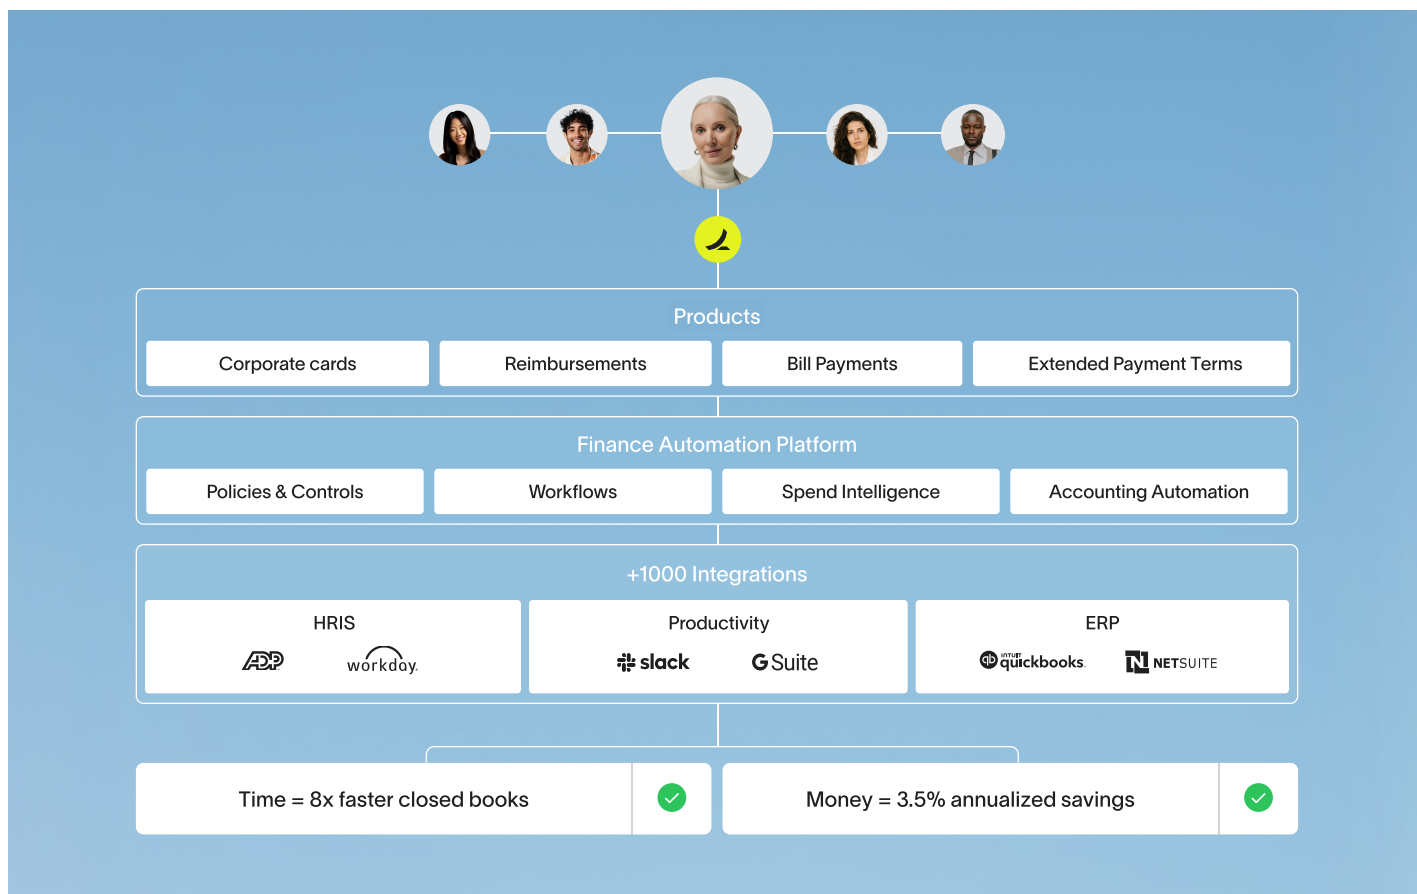 Products
Corporate cards
Reimbursements
Bill Payments
Extended Payment Terms
Finance Automation Platform
Policies & Controls
Workflows
Spend Intelligence
Accounting Automation
+1000 Integrations
HRIS
ADP
workday.
Productivity
slack
G Suite
ERP
qb INTUIT quickbooks.
N NETSUITE
Time = 8x faster closed books
Money = 3.5% annualized savings